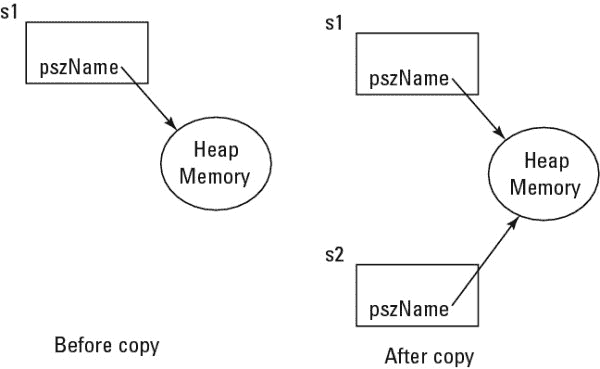 s1
pszName
Heap
Memory
Before copy
s1
pszName
Heap
Memory
s2
pszName
After copy